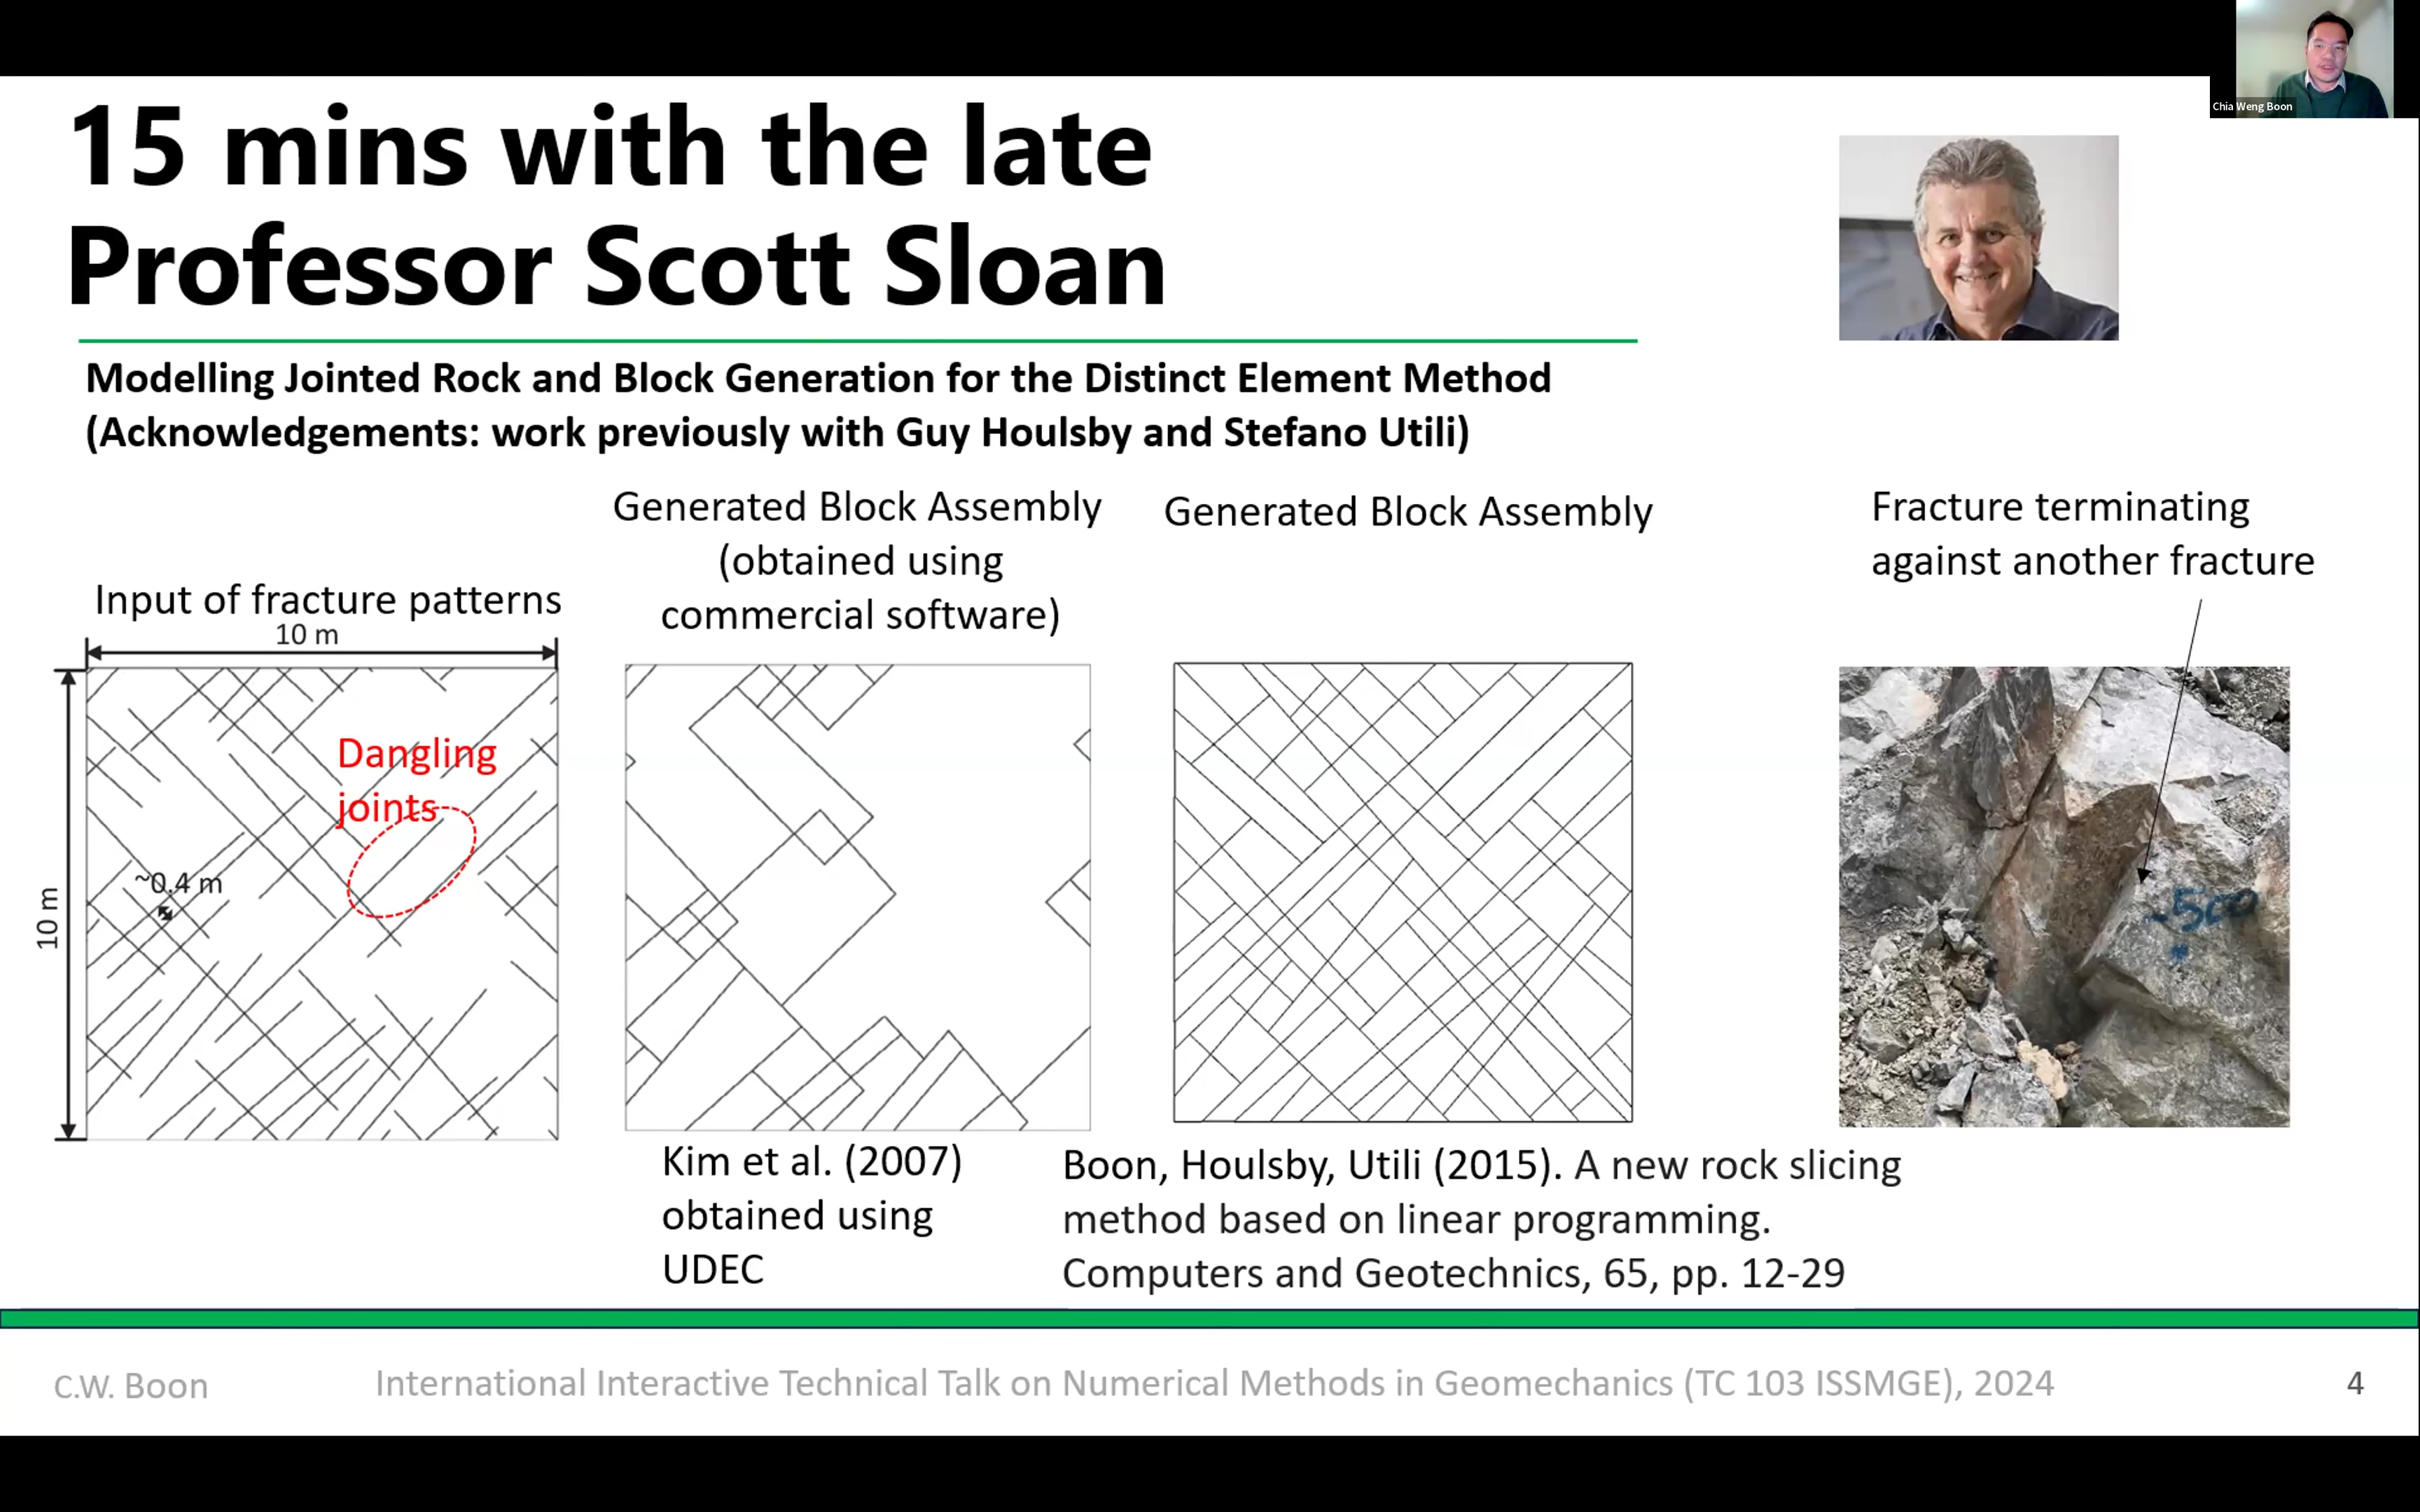 Chia Weng Boon
15 mins with the late
Professor Scott Sloan
Modelling Jointed Rock and Block Generation for the Distinct Element Method
(Acknowledgements: work previously with Guy Houlsby and Stefano Utili)
Input of fracture patterns
10 m
10 m
Dangling
joints
~0.4 m
Generated Block Assembly
(obtained using
commercial software)
Kim et al. (2007)
obtained using
UDEC
Generated Block Assembly
Boon, Houlsby, Utili (2015). A new rock slicing
method based on linear programming.
Computers and Geotechnics, 65, pp. 12-29
Fracture terminating
against another fracture
C.W. Boon
International Interactive Technical Talk on Numerical Methods in Geomechanics (TC 103 ISSMGE), 2024
4